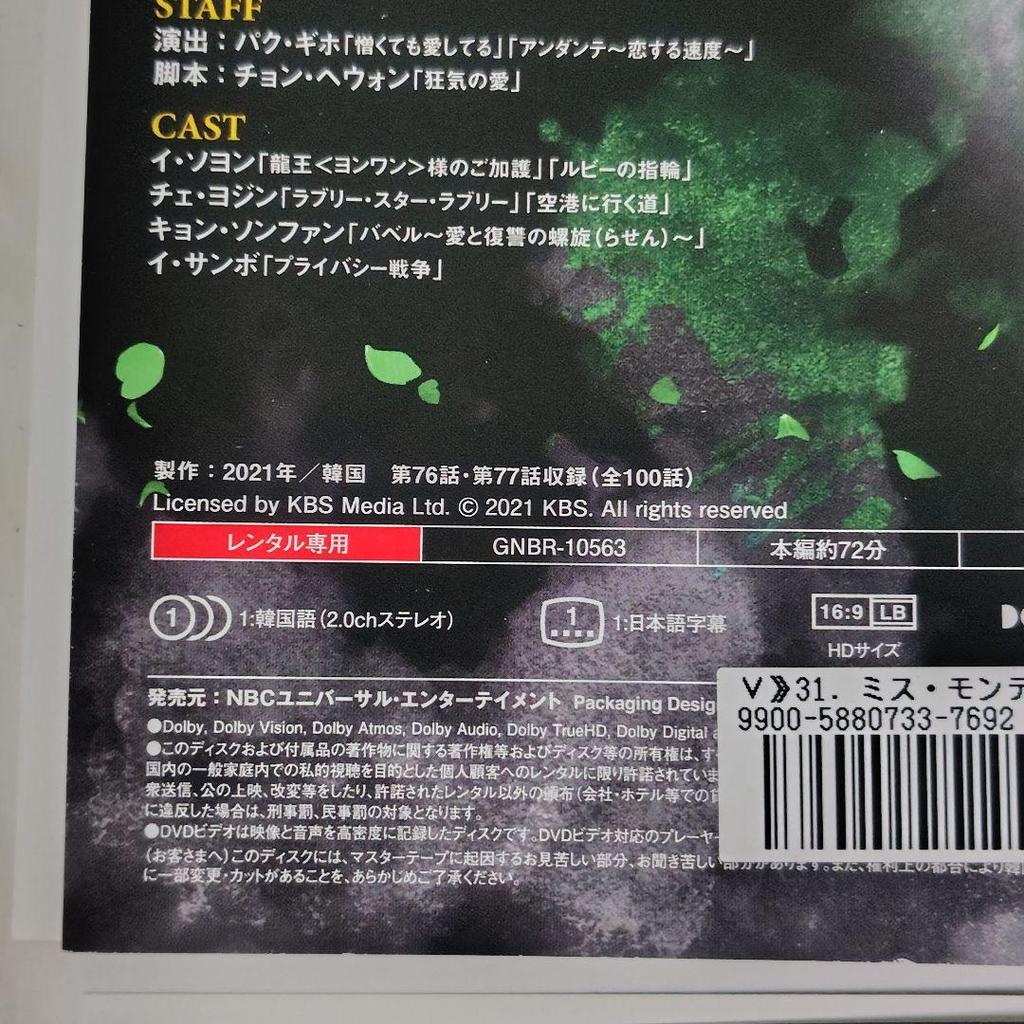 STAFF
演出：パク・ギホ「憎くても愛してる」「アンダンテ～恋する速度～」
脚本：チョン・ヘウォン「狂気の愛」
CAST
イ・ソヨン「龍王＜ヨンワン＞様のご加護」「ルビーの指輪」
チェ・ヨジン「ラブリー・スター・ラブリー」「空港に行く道」
キョン・ソンファン「バベル～愛と復讐の螺旋（らせん）～」
イ・サンボ「プライバシー戦争」
製作：2021年／韓国　第76話・第77話収録（全100話）
Licensed by KBS Media Ltd. © 2021 KBS. All rights reserved
レンタル専用 GNBR-10563 本編約72分
1 1:韓国語（2.0chステレオ） 1 1:日本語字幕 16:9 LB
HDサイズ
発売元：NBCユニバーサル・エンターテイメント Packaging Desig
V 31. ミス・モンテ
9900-5880733-7692
●Dolby, Dolby Vision, Dolby Atmos, Dolby Audio, Dolby TrueHD, Dolby Digital
●このディスクおよび付属品の著作物に関する著作権等およびディスク等の所有権は、す
国内の一般家庭内での私的視聴を目的とした個人顧客へのレンタルに限り許諾されていま
衆送信、公の上映、改変等をしたり、許諾されたレンタル以外の頒布（会社・ホテル等での
に違反した場合は、刑事罰、民事罰の対象となります。
●DVDビデオは映像と音声を高密度に記録したディスクです。DVDビデオ対応のプレーヤー
（お客さまへ）このディスクには、マスターテープに起因するお見苦しい部分、お聞き苦しい部分があります。また、権利上の都合により
に一部変更・カットがあることを、あらかじめご了承ください。